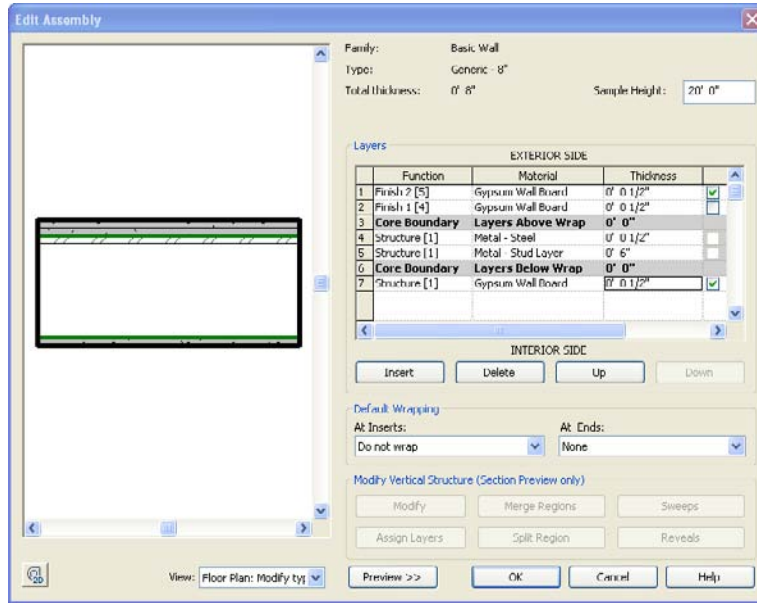 Edit Assembly
Family: Basic Wall
Type: Generic - 8"
Total thickness: 0' 8" Sample Height: 20' 0"
Layers
EXTERIOR SIDE
Function Material Thickness
1 Finish 2 [5] Gypsum Wall Board 0' 0 1/2"
2 Finish 1 [4] Gypsum Wall Board 0' 0 1/2"
3 Core Boundary Layers Above Wrap 0' 0"
4 Structure [1] Metal - Steel 0' 0 1/2"
5 Structure [1] Metal - Stud Layer 0' 6"
6 Core Boundary Layers Below Wrap 0' 0"
7 Structure [1] Gypsum Wall Board 0' 0 1/2"
INTERIOR SIDE
Insert Delete Up Down
Default Wrapping
At Inserts: At Ends:
Do not wrap None
Modify Vertical Structure (Section Preview only)
Modify Merge Regions Sweeps
Assign Layers Split Region Reveals
View: Floor Plan: Modify typ Preview >> OK Cancel Help